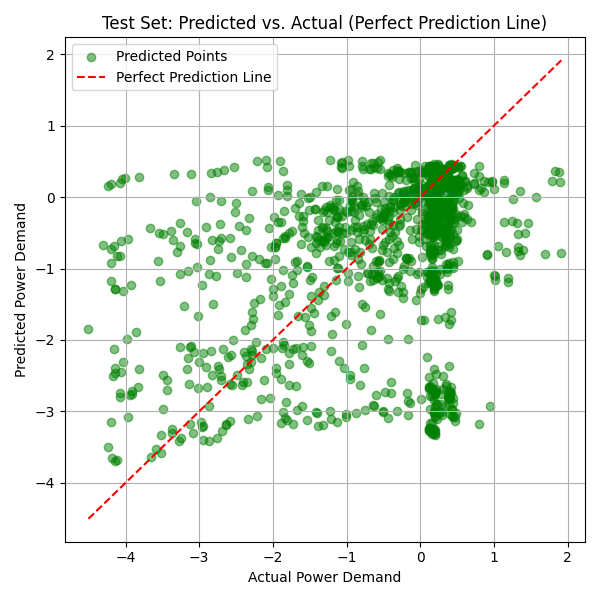 Test Set: Predicted vs. Actual (Perfect Prediction Line)
Predicted Points
Perfect Prediction Line
2
1
0
−1
−2
−3
−4
Predicted Power Demand
−4 −3 −2 −1 0 1 2
Actual Power Demand